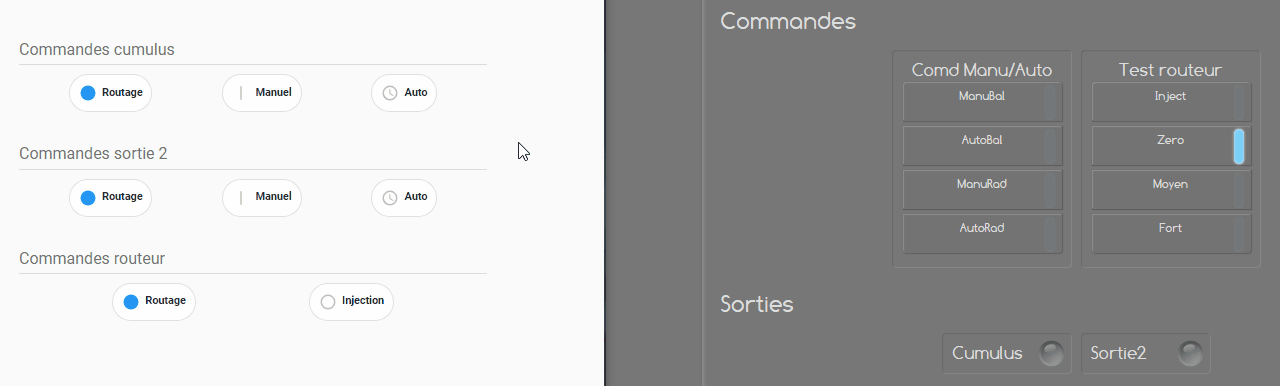 Commandes cumulus
Routage Manuel Auto
Commandes sortie 2
Routage Manuel Auto
Commandes routeur
Routage Injection
Commandes
Comd Manu/Auto
ManuBal
AutoBal
ManuRad
AutoRad
Test routeur
Inject
Zero
Moyen
Fort
Sorties
Cumulus Sortie2